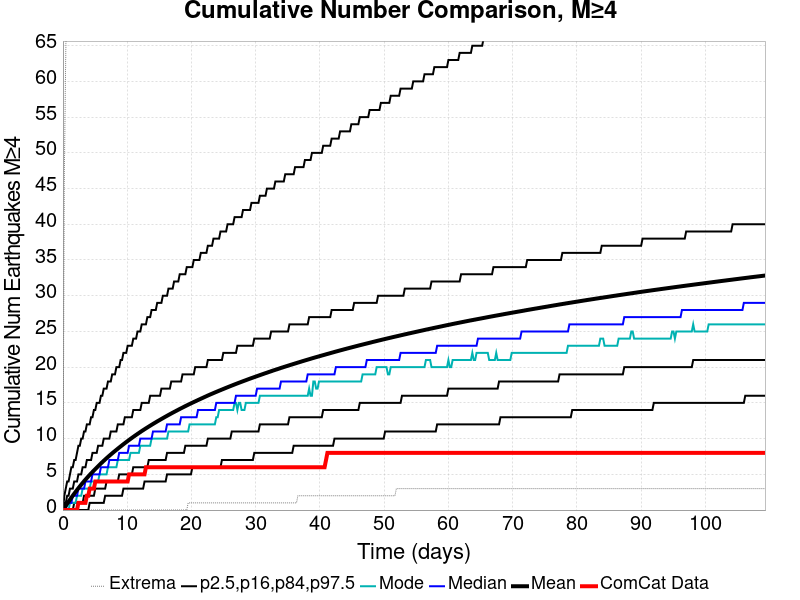 Cumulative Number Comparison, M≥4
Cumulative Num Earthquakes M≥4
65
60
55
50
45
40
35
30
25
20
15
10
5
0
0 10 20 30 40 50 60 70 80 90 100
Time (days)
Extrema p2.5,p16,p84,p97.5 Mode Median Mean ComCat Data